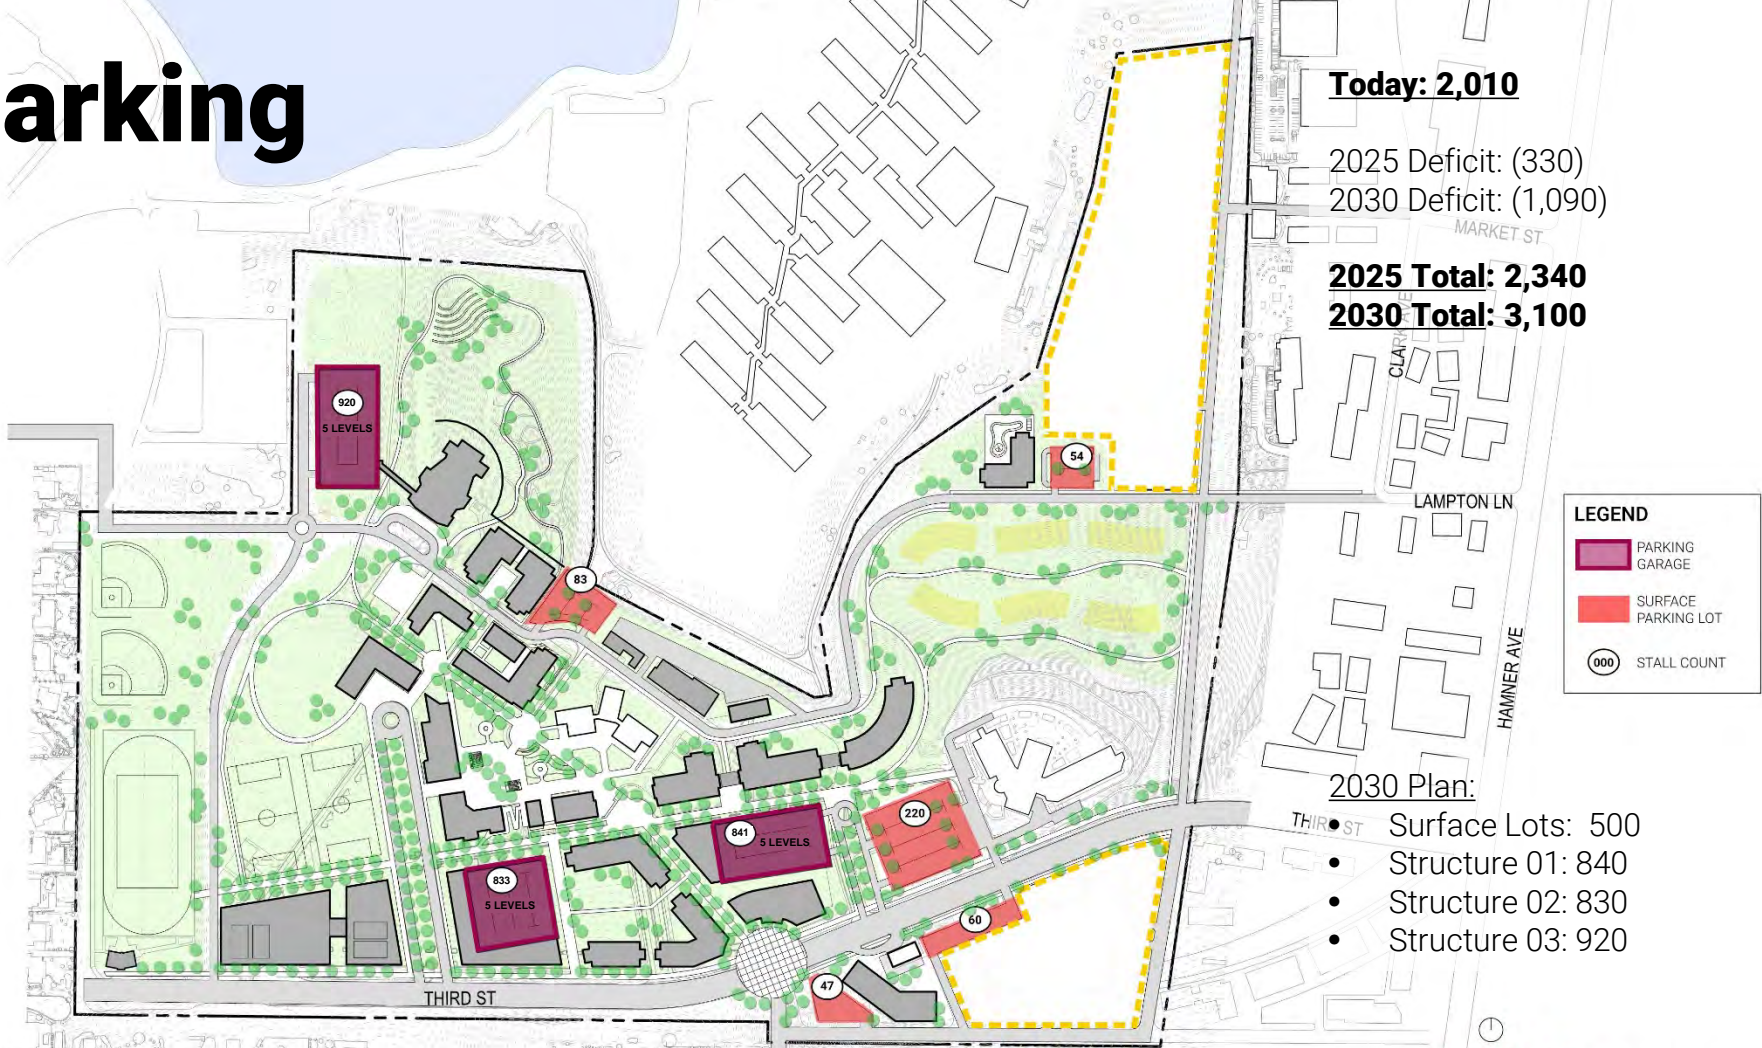 arking
Today: 2,010
2025 Deficit: (330)
2030 Deficit: (1,090)
MARKET ST
2025 Total: 2,340
2030 Total: 3,100
CLARK AVE
920
5 LEVELS
54
LAMPTON LN
LEGEND
PARKING
GARAGE
SURFACE
PARKING LOT
000
STALL COUNT
83
HAMNER AVE
220
841
5 LEVELS
2030 Plan:
THIRD ST
• Surface Lots: 500
• Structure 01: 840
• Structure 02: 830
• Structure 03: 920
833
5 LEVELS
60
47
THIRD ST